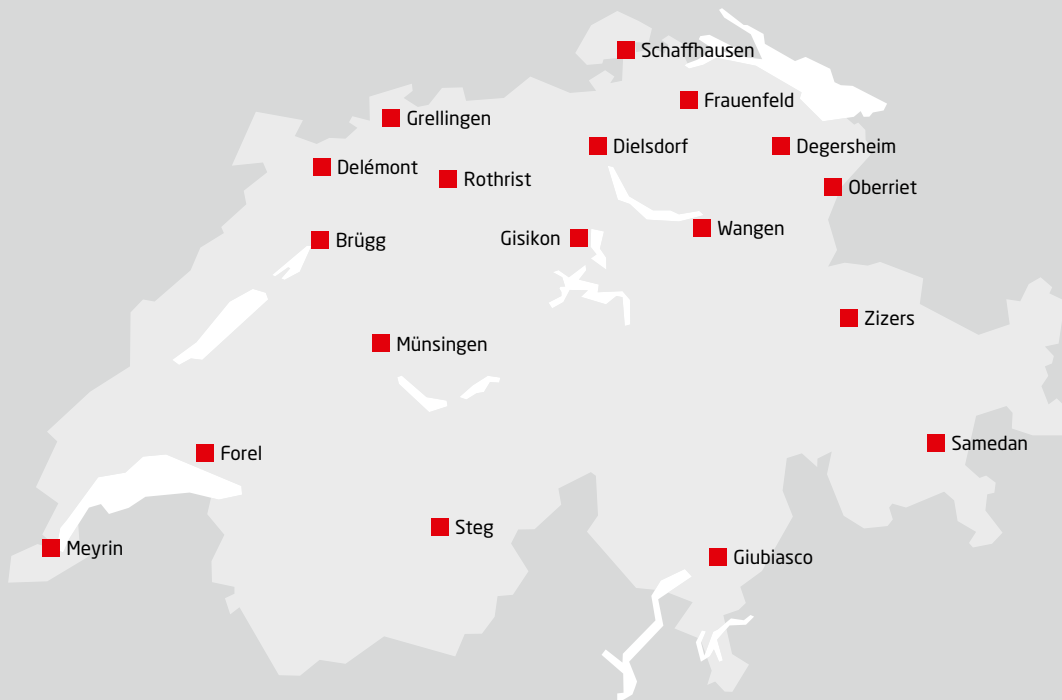 Schaffhausen
Frauenfeld
Grellingen
Dielsdorf
Degersheim
Delémont
Rothrist
Oberriet
Wangen
Gisikon
Brügg
Zizers
Münsingen
Samedan
Forel
Steg
Meyrin
Giubiasco